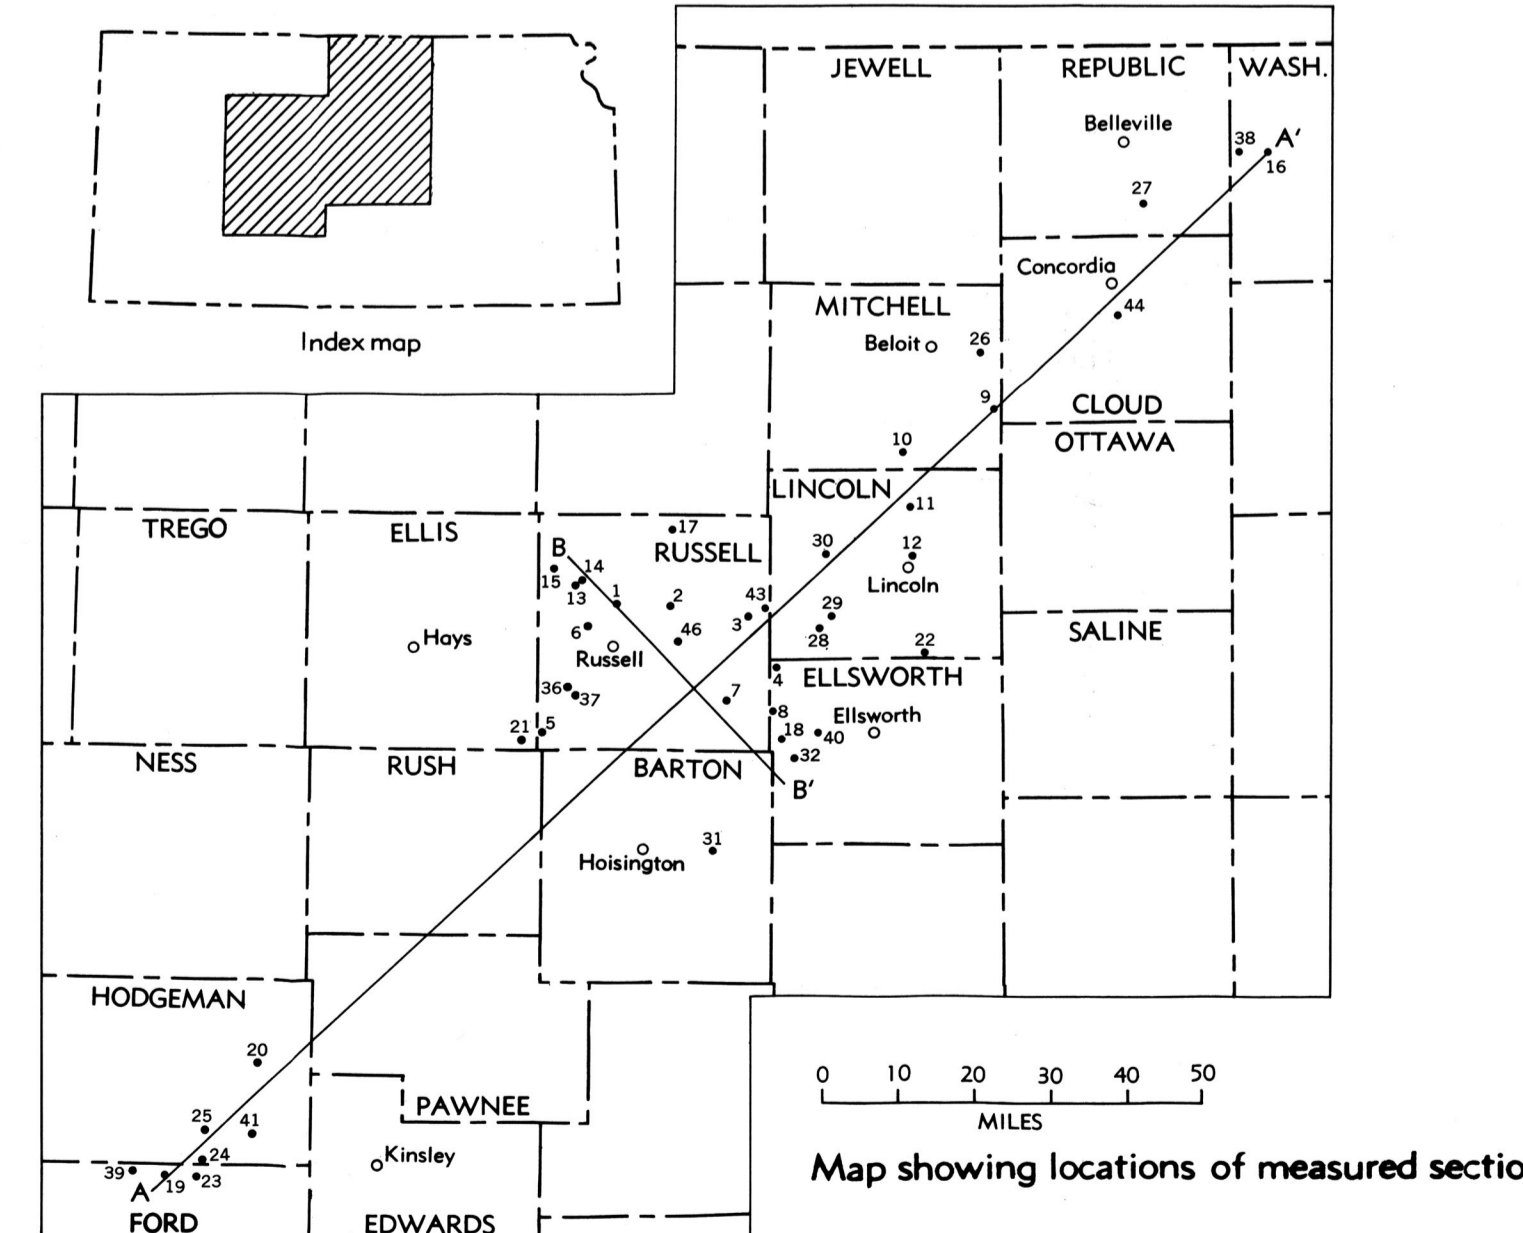 JEWELL
REPUBLIC
WASH.
Belleville
38
A′
16
27
Concordia
44
Index map
MITCHELL
Beloit
26
9
CLOUD
10
OTTAWA
LINCOLN
11
TREGO
ELLIS
17
RUSSELL
30
12
Lincoln
B
14
15
13
1
2
43
3
29
28
6
46
Russell
Hays
SALINE
22
4
ELLSWORTH
36
37
7
8
Ellsworth
21
5
18
40
32
NESS
RUSH
BARTON
B′
31
Hoisington
HODGEMAN
20
0 10 20 30 40 50
MILES
25
41
PAWNEE
24
Kinsley
39
A
19
23
FORD
EDWARDS
Map showing locations of measured